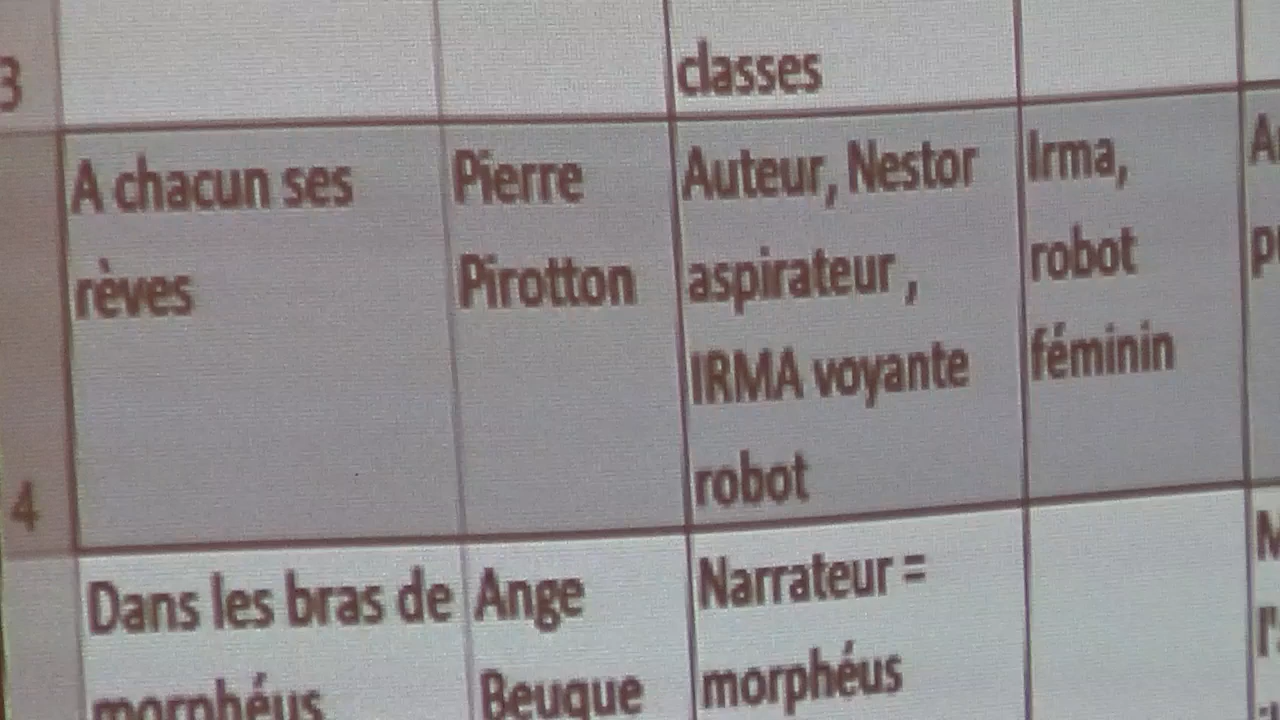 3
classes
A chacun ses
rèves
Pierre
Pirotton
Auteur, Nestor
aspirateur ,
IRMA voyante
robot
Irma,
robot
féminin
4
Dans les bras de
morphéus
Ange
Beuque
Narrateur =
morphéus